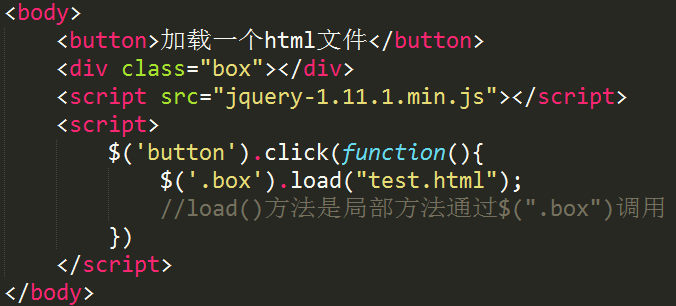 <body>
    <button>加载一个html文件</button>
    <div class="box"></div>
    <script src="jquery-1.11.1.min.js"></script>
    <script>
        $('button').click(function(){
            $('.box').load("test.html");
            //load()方法是局部方法通过$(".box")调用
        })
    </script>
</body>